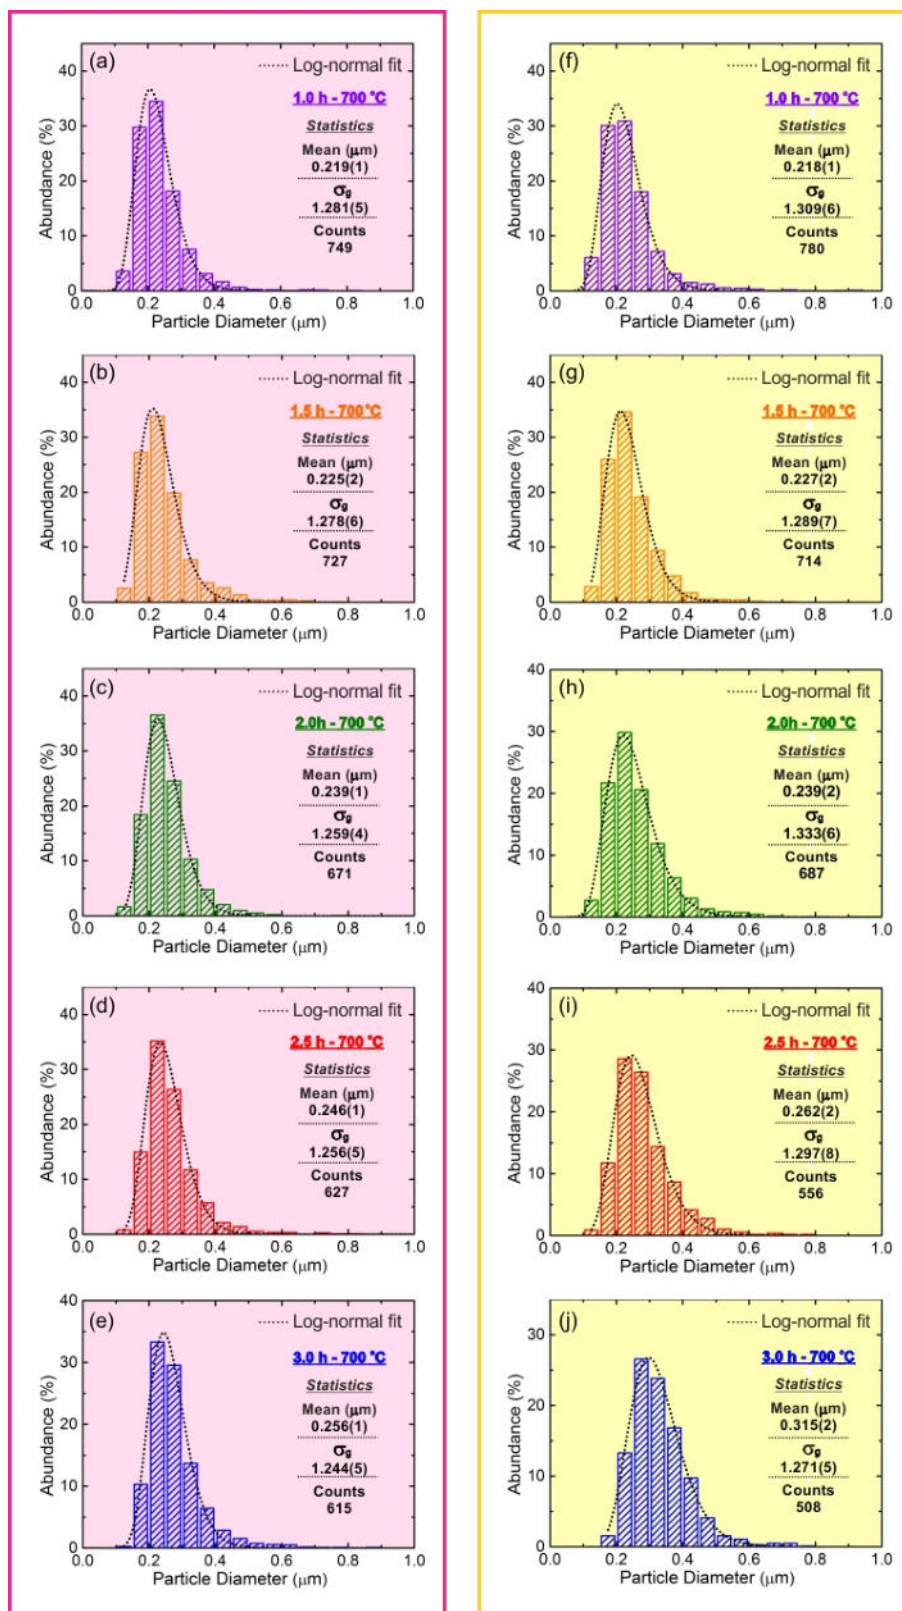 (a)
Log-normal fit
1.0 h - 700 °C
Statistics
Mean (μm)
0.219(1)
σg
1.281(5)
Counts
749
40
30
20
10
0
Abundance (%)
0.0 0.2 0.4 0.6 0.8 1.0
Particle Diameter (μm)
(b)
Log-normal fit
1.5 h - 700 °C
Statistics
Mean (μm)
0.225(2)
σg
1.278(6)
Counts
727
40
30
20
10
0
Abundance (%)
0.0 0.2 0.4 0.6 0.8 1.0
Particle Diameter (μm)
(c)
Log-normal fit
2.0h - 700 °C
Statistics
Mean (μm)
0.239(1)
σg
1.259(4)
Counts
671
40
30
20
10
0
Abundance (%)
0.0 0.2 0.4 0.6 0.8 1.0
Particle Diameter (μm)
(d)
Log-normal fit
2.5 h - 700 °C
Statistics
Mean (μm)
0.246(1)
σg
1.256(5)
Counts
627
40
30
20
10
0
Abundance (%)
0.0 0.2 0.4 0.6 0.8 1.0
Particle Diameter (μm)
(e)
Log-normal fit
3.0 h - 700 °C
Statistics
Mean (μm)
0.256(1)
σg
1.244(5)
Counts
615
40
30
20
10
0
Abundance (%)
0.0 0.2 0.4 0.6 0.8 1.0
Particle Diameter (μm)
(f)
Log-normal fit
1.0 h - 700 °C
Statistics
Mean (μm)
0.218(1)
σg
1.309(6)
Counts
780
40
30
20
10
0
Abundance (%)
0.0 0.2 0.4 0.6 0.8 1.0
Particle Diameter (μm)
(g)
Log-normal fit
1.5 h - 700 °C
Statistics
Mean (μm)
0.227(2)
σg
1.289(7)
Counts
714
40
30
20
10
0
Abundance (%)
0.0 0.2 0.4 0.6 0.8 1.0
Particle Diameter (μm)
(h)
Log-normal fit
2.0h - 700 °C
Statistics
Mean (μm)
0.239(2)
σg
1.333(6)
Counts
687
40
30
20
10
0
Abundance (%)
0.0 0.2 0.4 0.6 0.8 1.0
Particle Diameter (μm)
(i)
Log-normal fit
2.5 h - 700 °C
Statistics
Mean (μm)
0.262(2)
σg
1.297(8)
Counts
556
40
30
20
10
0
Abundance (%)
0.0 0.2 0.4 0.6 0.8 1.0
Particle Diameter (μm)
(j)
Log-normal fit
3.0 h - 700 °C
Statistics
Mean (μm)
0.315(2)
σg
1.271(5)
Counts
508
30
20
10
0
Abundance (%)
0.0 0.2 0.4 0.6 0.8 1.0
Particle Diameter (μm)